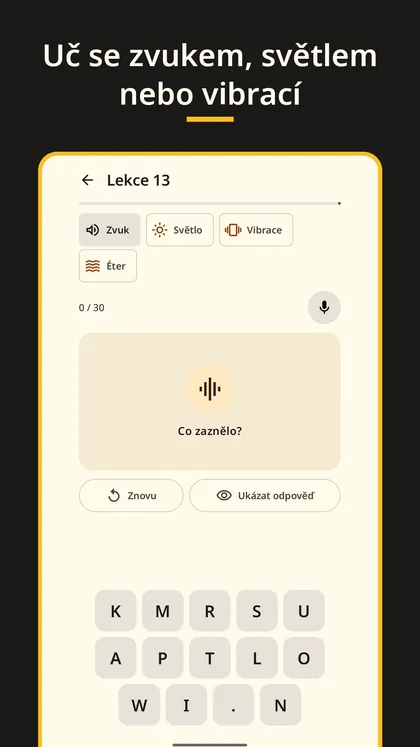 Uč se zvukem, světlem
nebo vibrací
Lekce 13
Zvuk
Světlo
Vibrace
Éter
0 / 30
Co zaznělo?
Znovu
Ukázat odpověď
K M R S U
A P T L O
W I . N